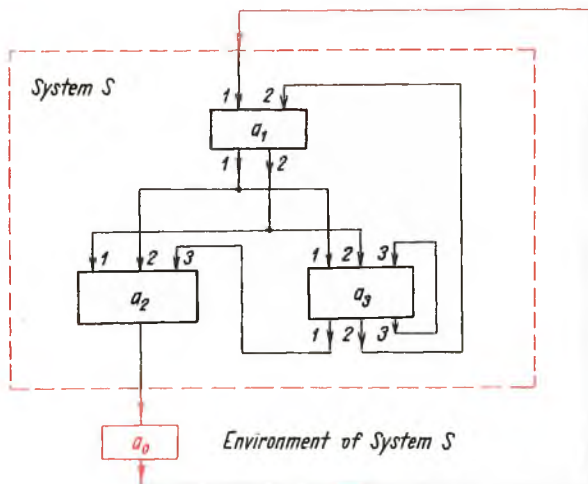 System S
1 2
a₁
1 2
1 2 3 1 2 3
a₂ a₃
1 2 3
a₀ Environment of System S